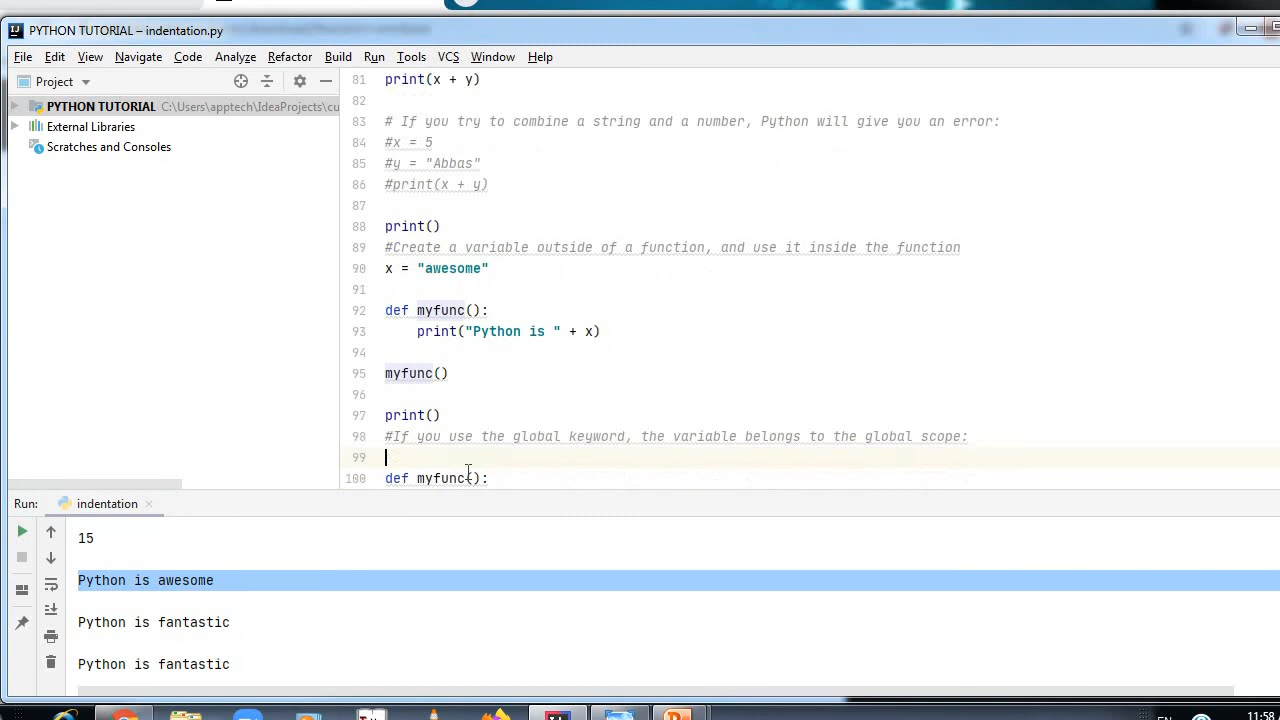 PYTHON TUTORIAL – indentation.py
File Edit View Navigate Code Analyze Refactor Build Run Tools VCS Window Help
Project
PYTHON TUTORIAL C:\Users\apptech\IdeaProjects\cu
External Libraries
Scratches and Consoles
81 print(x + y)
82
83 # If you try to combine a string and a number, Python will give you an error:
84 #x = 5
85 #y = "Abbas"
86 #print(x + y)
87
88 print()
89 #Create a variable outside of a function, and use it inside the function
90 x = "awesome"
91
92 def myfunc():
93 print("Python is " + x)
94
95 myfunc()
96
97 print()
98 #If you use the global keyword, the variable belongs to the global scope:
99
100 def myfunc():
Run: indentation
15
Python is awesome
Python is fantastic
Python is fantastic
EN 11:58